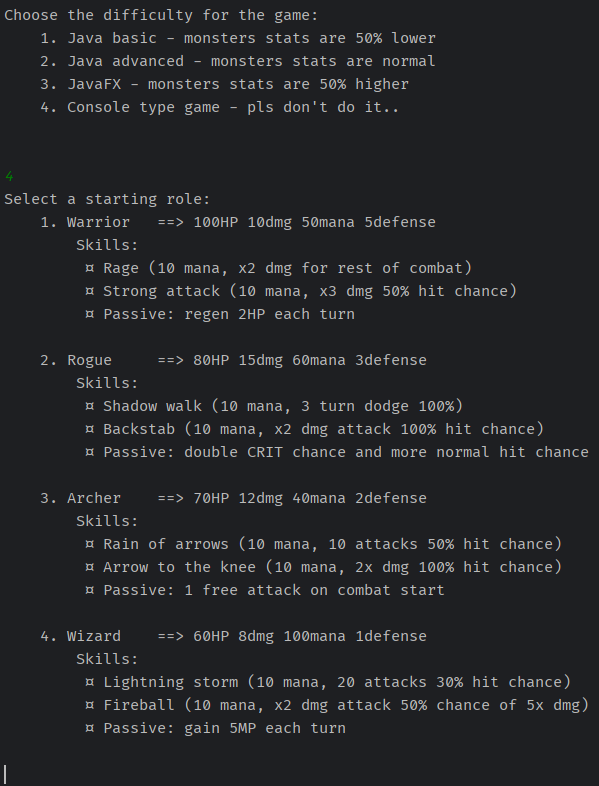 Choose the difficulty for the game:
1. Java basic - monsters stats are 50% lower
2. Java advanced - monsters stats are normal
3. JavaFX - monsters stats are 50% higher
4. Console type game - pls don't do it..
4
Select a starting role:
1. Warrior ==> 100HP 10dmg 50mana 5defense
Skills:
¤ Rage (10 mana, x2 dmg for rest of combat)
¤ Strong attack (10 mana, x3 dmg 50% hit chance)
¤ Passive: regen 2HP each turn
2. Rogue ==> 80HP 15dmg 60mana 3defense
Skills:
¤ Shadow walk (10 mana, 3 turn dodge 100%)
¤ Backstab (10 mana, x2 dmg attack 100% hit chance)
¤ Passive: double CRIT chance and more normal hit chance
3. Archer ==> 70HP 12dmg 40mana 2defense
Skills:
¤ Rain of arrows (10 mana, 10 attacks 50% hit chance)
¤ Arrow to the knee (10 mana, 2x dmg 100% hit chance)
¤ Passive: 1 free attack on combat start
4. Wizard ==> 60HP 8dmg 100mana 1defense
Skills:
¤ Lightning storm (10 mana, 20 attacks 30% hit chance)
¤ Fireball (10 mana, x2 dmg attack 50% chance of 5x dmg)
¤ Passive: gain 5MP each turn